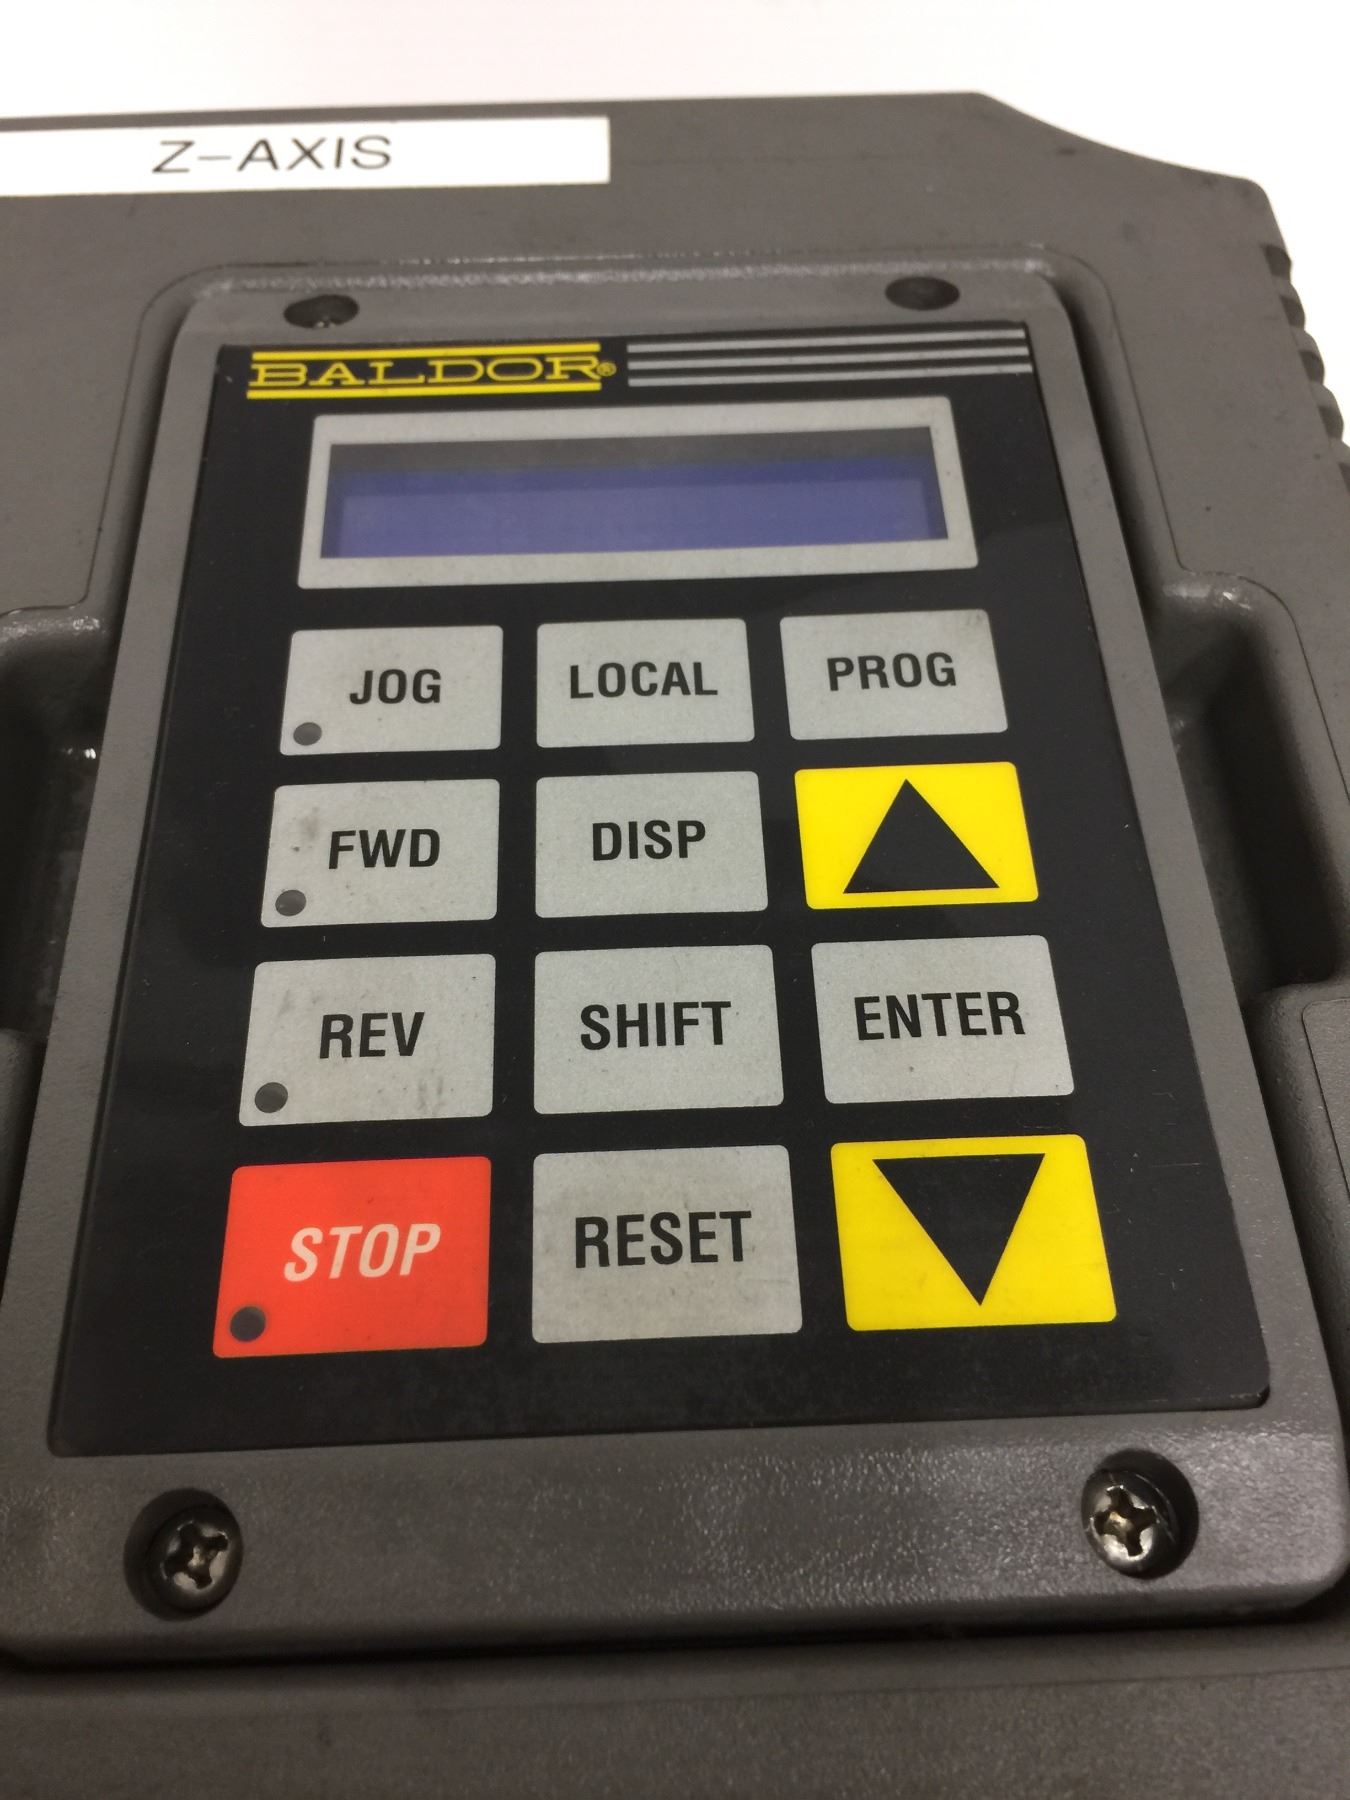 Z-AXIS
BALDOR®
JOG LOCAL PROG
FWD DISP
REV SHIFT ENTER
STOP RESET